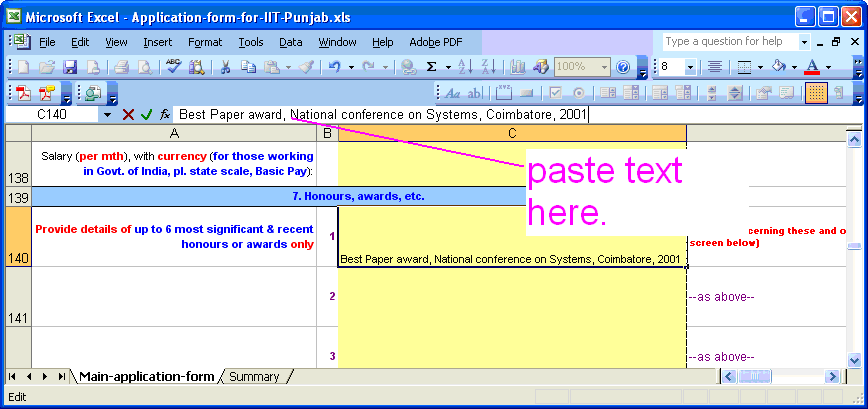 Microsoft Excel - Application-form-for-IIT-Punjab.xls
File Edit View Insert Format Tools Data Window Help Adobe PDF
Type a question for help
Σ 100% ? 8 A
Aa ab|
C140 fx Best Paper award, National conference on Systems, Coimbatore, 2001
A B C
Salary (per mth), with currency (for those working
in Govt. of India, pl. state scale, Basic Pay):
138
139 7. Honours, awards, etc.
paste text
here.
Provide details of up to 6 most significant & recent
honours or awards only
1
cerning these and o
screen below)
140 Best Paper award, National conference on Systems, Coimbatore, 2001
2 --as above--
141
3 --as above--
Main-application-form Summary
Edit